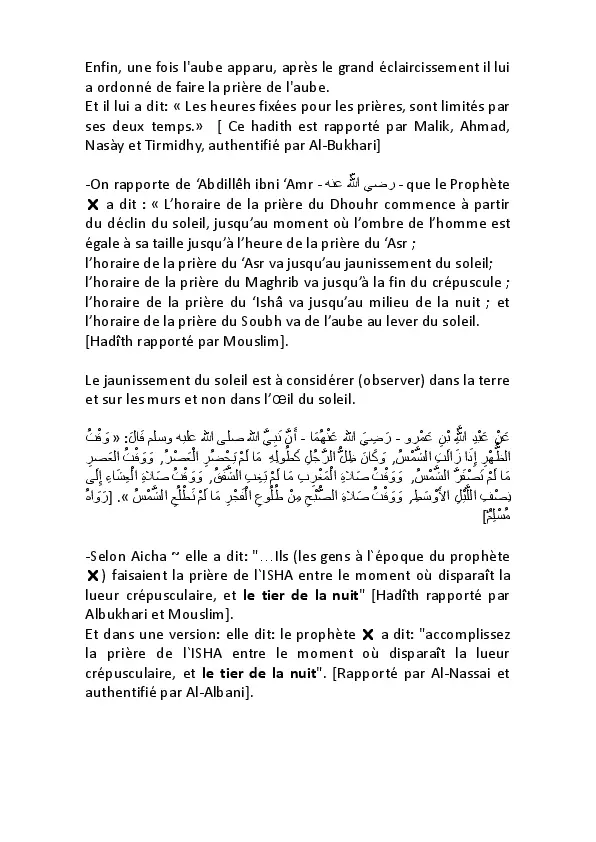 Enfin, une fois l'aube apparu, après le grand éclaircissement il lui
a ordonné de faire la prière de l'aube.
Et il lui a dit: « Les heures fixées pour les prières, sont limités par
ses deux temps.» [ Ce hadith est rapporté par Malik, Ahmad,
Nasày et Tirmidhy, authentifié par Al-Bukhari]
-On rapporte de ‘Abdillêh ibni ‘Amr - رضي الله عنه - que le Prophète
✗ a dit : « L’horaire de la prière du Dhouhr commence à partir
du déclin du soleil, jusqu’au moment où l’ombre de l’homme est
égale à sa taille jusqu’à l’heure de la prière du ‘Asr ;
l’horaire de la prière du ‘Asr va jusqu’au jaunissement du soleil;
l’horaire de la prière du Maghrib va jusqu’à la fin du crépuscule ;
l’horaire de la prière du ‘Ishâ va jusqu’au milieu de la nuit ; et
l’horaire de la prière du Soubh va de l’aube au lever du soleil.
[Hadîth rapporté par Mouslim].
Le jaunissement du soleil est à considérer (observer) dans la terre
et sur les murs et non dans l’œil du soleil.
عَنْ عَبْدِ اللَّهِ بْنِ عَمْرٍو - رَضِيَ الله عَنْهُمَا - أَنَّ نَبِيَّ اللَّه صلى الله عليه وسلم قَالَ: « وَقْتُ
الظُّهْرِ إِذَا زَالَتِ الشَّمْسُ, وَكَانَ ظِلُّ الرَّجُلِ كَطُولِهِ مَا لَمْ يَحْضُرِ الْعَصْرُ, وَوَقْتُ العَصرِ
مَا لَمْ تَصْفَرَّ الشَّمْسُ, وَوَقْتُ صَلاَةِ الْمَغْرِبِ مَا لَمْ يَغِبِ الشَّفَقُ, وَوَقْتُ صَلاَةِ الْعِشَاءِ إِلَى
نِصْفِ اللَّيْلِ الأَوْسَطِ, وَوَقْتُ صَلاَةِ الصُّبْحِ مِنْ طُلُوعِ الْفَجْرِ مَا لَمْ تَطْلُعِ الشَّمْسُ ». [رَوَاهُ
مُسْلِمٌ]
-Selon Aicha ~ elle a dit: "…Ils (les gens à l`époque du prophète
✗) faisaient la prière de l`ISHA entre le moment où disparaît la
lueur crépusculaire, et le tier de la nuit" [Hadîth rapporté par
Albukhari et Mouslim].
Et dans une version: elle dit: le prophète ✗ a dit: "accomplissez
la prière de l`ISHA entre le moment où disparaît la lueur
crépusculaire, et le tier de la nuit". [Rapporté par Al-Nassai et
authentifié par Al-Albani].